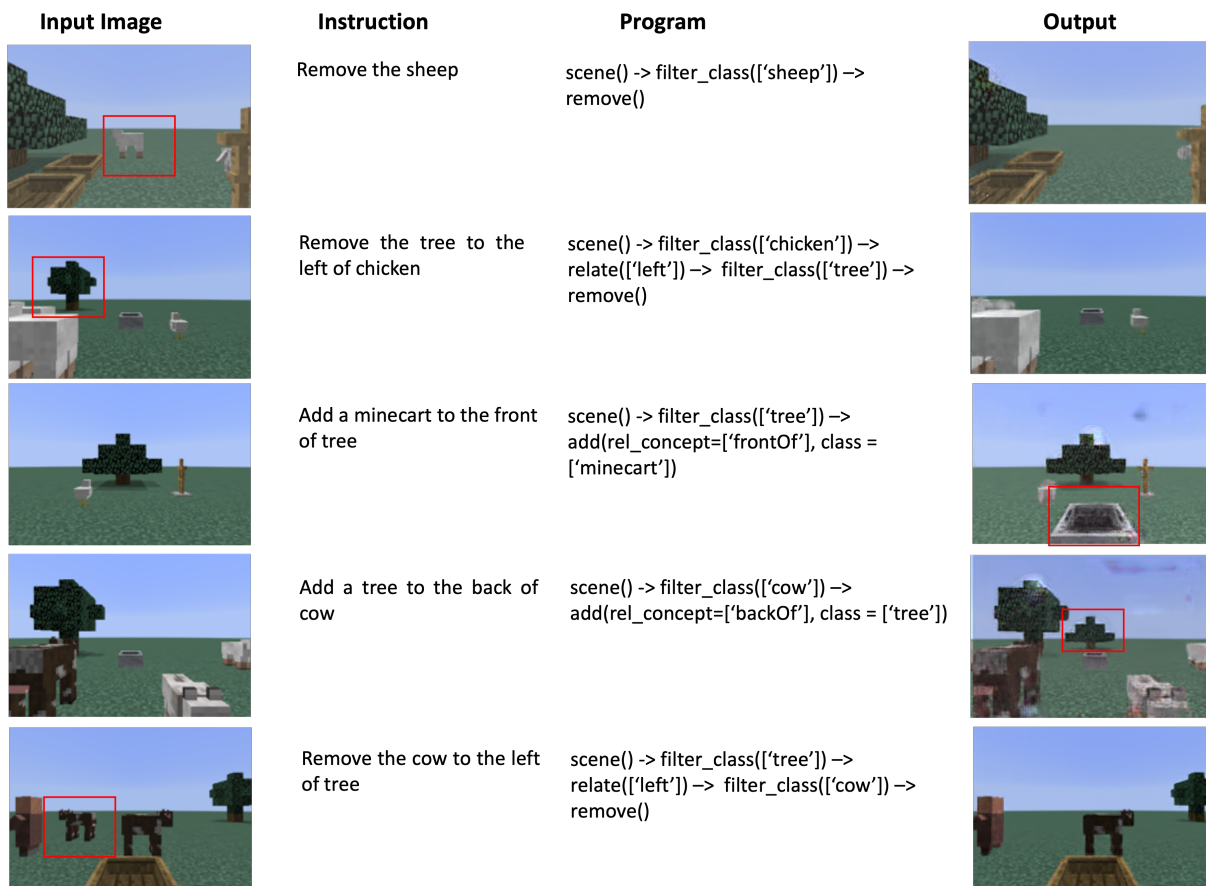 Input Image
Instruction
Program
Output
Remove the sheep
scene() -> filter_class([‘sheep’]) –>
remove()
Remove the tree to the
left of chicken
scene() -> filter_class([‘chicken’]) –>
relate([‘left’]) –> filter_class([‘tree’]) –>
remove()
Add a minecart to the front
of tree
scene() -> filter_class([‘tree’]) –>
add(rel_concept=[‘frontOf’], class =
[‘minecart’])
Add a tree to the back of
cow
scene() -> filter_class([‘cow’]) –>
add(rel_concept=[‘backOf’], class = [‘tree’])
Remove the cow to the left
of tree
scene() -> filter_class([‘tree’]) –>
relate([‘left’]) –> filter_class([‘cow’]) –>
remove()